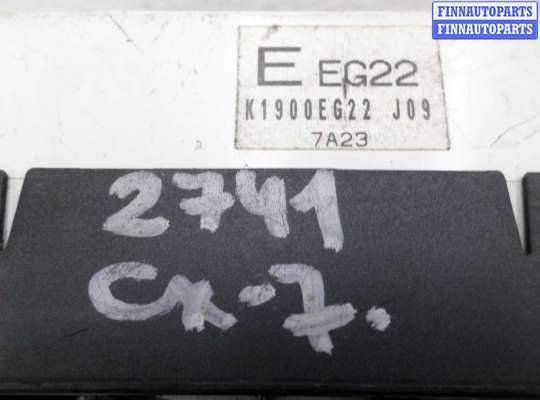 FINNAUTOPARTS
FINNAUTOPARTS
E EG22
K1900EG22 J09
7A23
2741
CX-7.